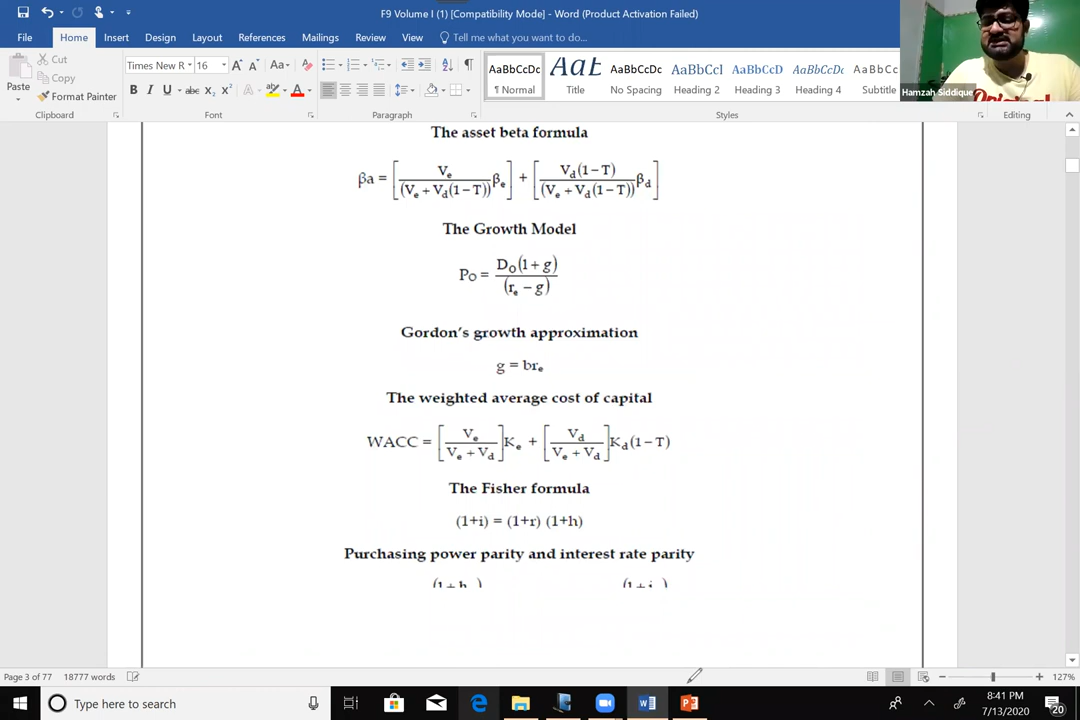 F9 Volume I (1) [Compatibility Mode] - Word (Product Activation Failed)
File Home Insert Design Layout References Mailings Review View Tell me what you want to do...
Paste Cut Copy Format Painter
Times New R 16
AaBbCcDc AaB AaBbCcDc AaBbCcl AaBbCcD AaBbCcDc AaBbCc
¶ Normal Title No Spacing Heading 2 Heading 3 Heading 4 Subtitle
Hamzah Siddique
Clipboard Font Paragraph Styles Editing
The asset beta formula
βa = [Ve / (Ve + Vd(1–T)) βe] + [Vd(1–T) / (Ve + Vd(1–T)) βd]
The Growth Model
Po = Do(1 + g) / (re – g)
Gordon's growth approximation
g = bre
The weighted average cost of capital
WACC = [Ve / Ve + Vd]Ke + [Vd / Ve + Vd]Kd(1–T)
The Fisher formula
(1+i) = (1+r) (1+h)
Purchasing power parity and interest rate parity
Page 3 of 77 18777 words 127%
Type here to search
8:41 PM
7/13/2020
20